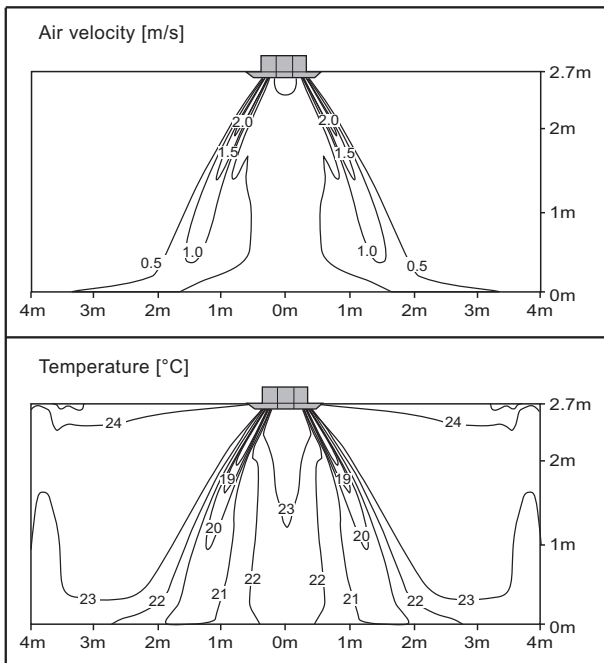 Air velocity [m/s]
2.7m
2.0 2.0
2m
1.5 1.5
1m
1.0 1.0
0.5 0.5
0m
4m 3m 2m 1m 0m 1m 2m 3m 4m
Temperature [°C]
2.7m
24 24
2m
19 19
23
20 20
1m
22 22
23 22 21 21 22 23
0m
4m 3m 2m 1m 0m 1m 2m 3m 4m